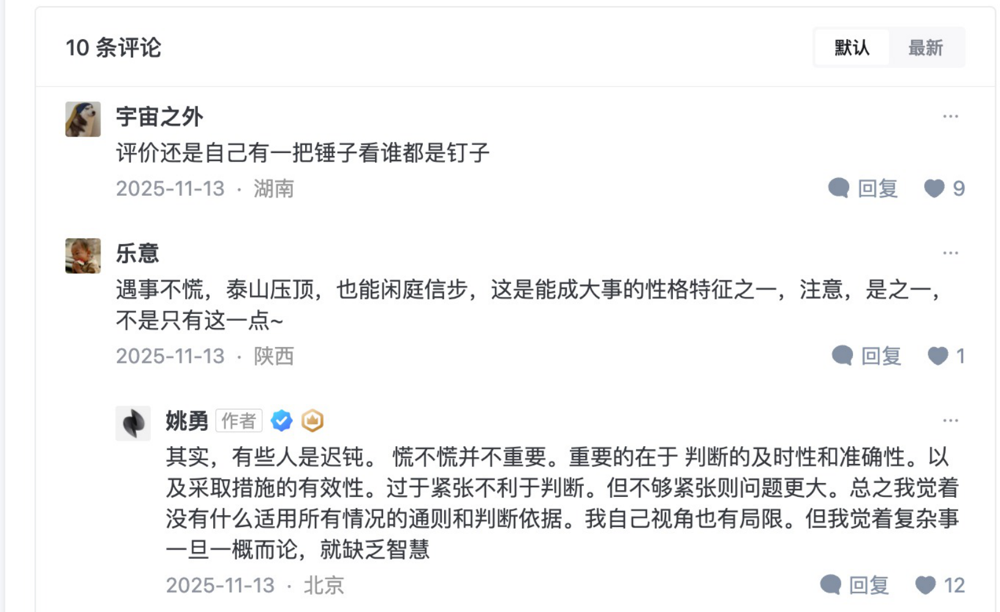 10 条评论
默认
最新
宇宙之外
评价还是自己有一把锤子看谁都是钉子
2025-11-13 · 湖南
回复
9
乐意
遇事不慌，泰山压顶，也能闲庭信步，这是能成大事的性格特征之一，注意，是之一，
不是只有这一点~
2025-11-13 · 陕西
回复
1
姚勇 作者
其实，有些人是迟钝。 慌不慌并不重要。重要的在于 判断的及时性和准确性。以
及采取措施的有效性。过于紧张不利于判断。但不够紧张则问题更大。总之我觉着
没有什么适用所有情况的通则和判断依据。我自己视角也有局限。但我觉着复杂事
一旦一概而论，就缺乏智慧
2025-11-13 · 北京
回复
12